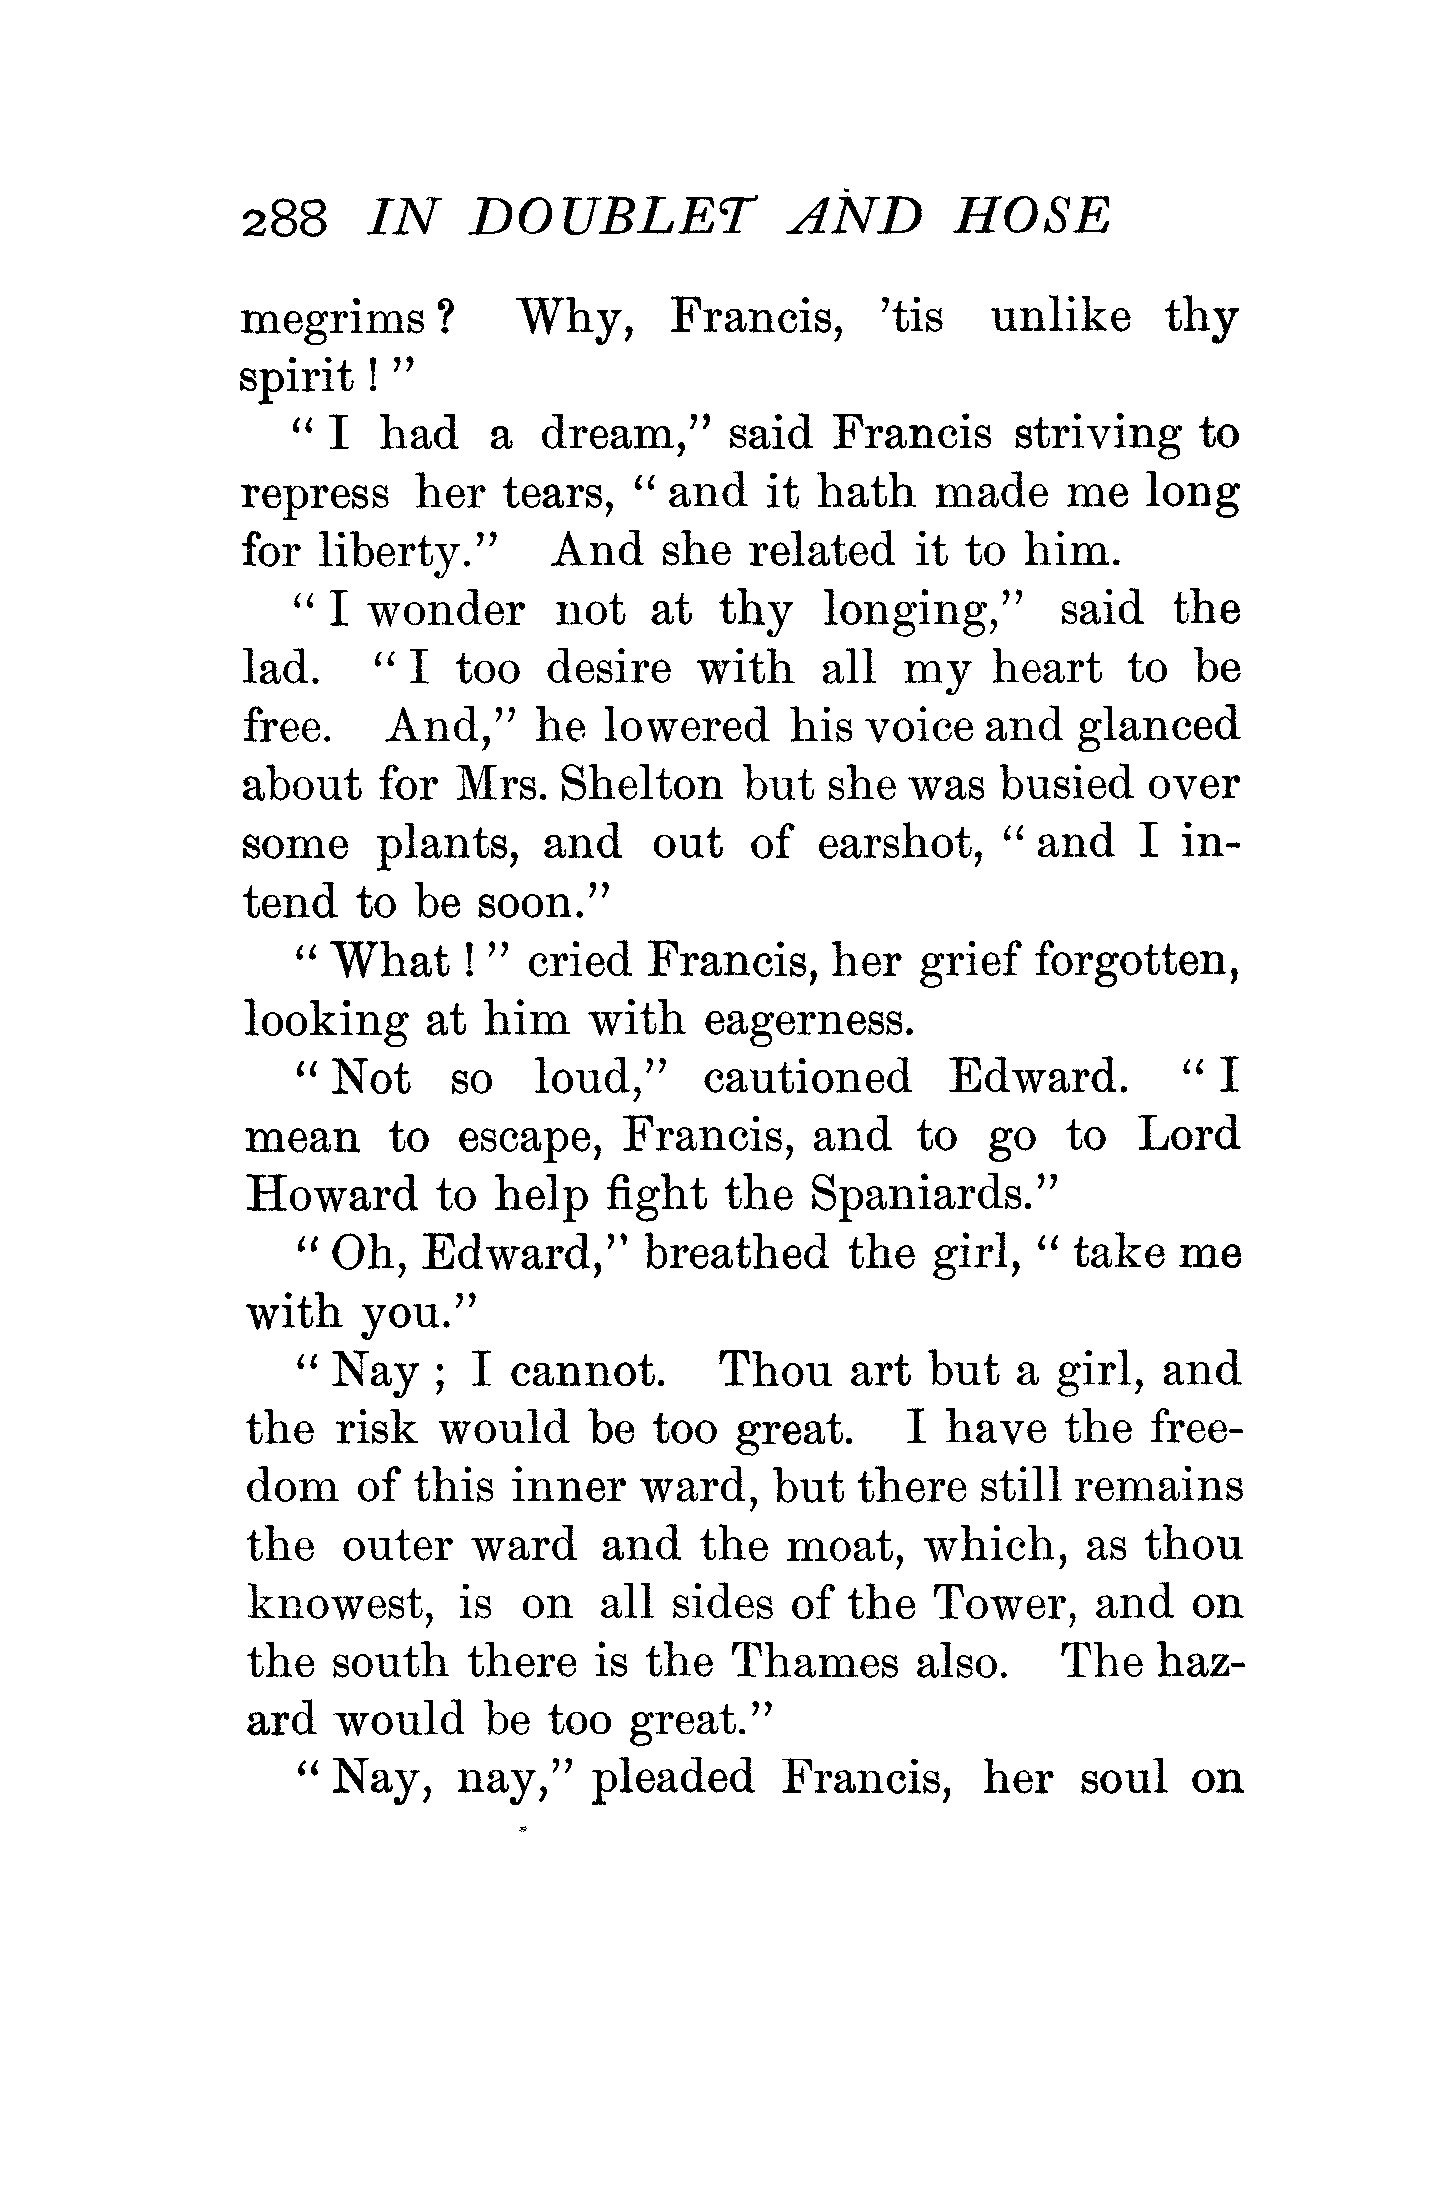 288 IN DOUBLET AND HOSE
megrims? Why, Francis, 'tis unlike thy
spirit!"
"I had a dream," said Francis striving to
repress her tears, "and it hath made me long
for liberty." And she related it to him.
"I wonder not at thy longing," said the
lad. "I too desire with all my heart to be
free. And," he lowered his voice and glanced
about for Mrs. Shelton but she was busied over
some plants, and out of earshot, "and I in-
tend to be soon."
"What!" cried Francis, her grief forgotten,
looking at him with eagerness.
"Not so loud," cautioned Edward. "I
mean to escape, Francis, and to go to Lord
Howard to help fight the Spaniards."
"Oh, Edward," breathed the girl, "take me
with you."
"Nay; I cannot. Thou art but a girl, and
the risk would be too great. I have the free-
dom of this inner ward, but there still remains
the outer ward and the moat, which, as thou
knowest, is on all sides of the Tower, and on
the south there is the Thames also. The haz-
ard would be too great."
"Nay, nay," pleaded Francis, her soul on